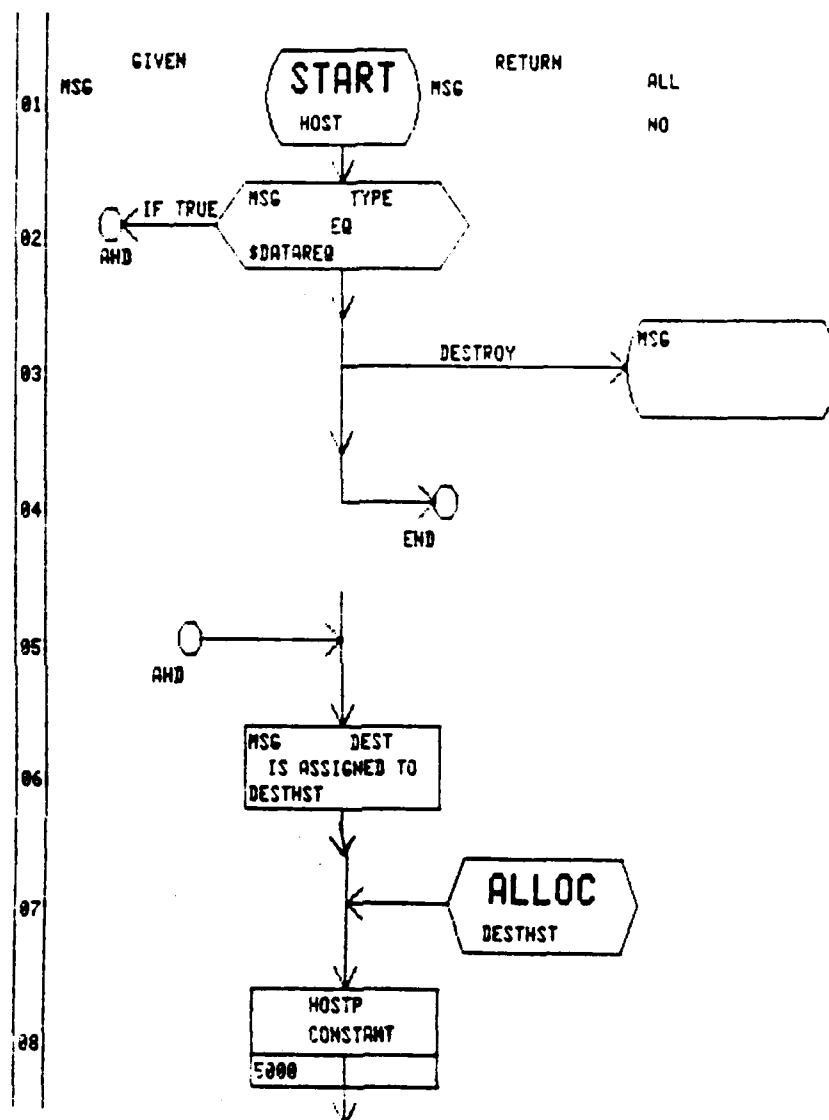 GIVEN
START
RETURN
MSG
MSG
ALL
01
HOST
NO
MSG TYPE
IF TRUE
EQ
02
$DATAREQ
AHD
MSG
DESTROY
03
04
END
05
AHD
MSG DEST
IS ASSIGNED TO
06
DESTHST
ALLOC
07
DESTHST
HOSTP
CONSTANT
08
5000